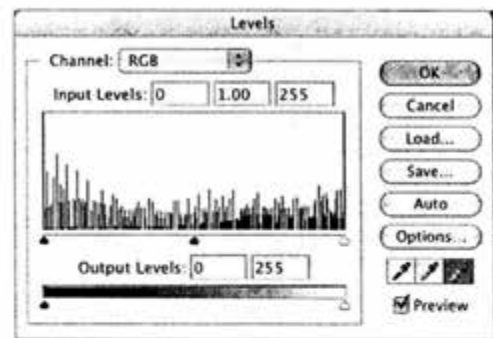 Levels
Channel: RGB
OK
Input Levels: 0 1.00 255
Cancel
Load...
Save...
Auto
Options...
Output Levels: 0 255
Preview